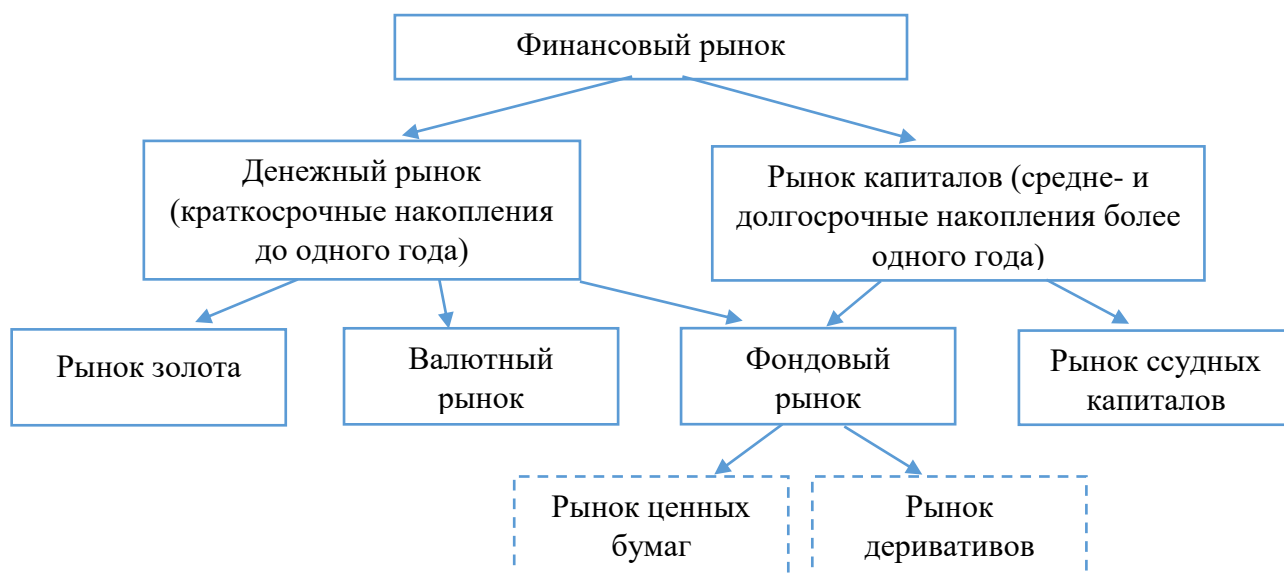 Финансовый рынок
Денежный рынок
(краткосрочные накопления
до одного года)
Рынок капиталов (средне- и
долгосрочные накопления более
одного года)
Рынок золота
Валютный
рынок
Фондовый
рынок
Рынок ссудных
капиталов
Рынок ценных
бумаг
Рынок
деривативов